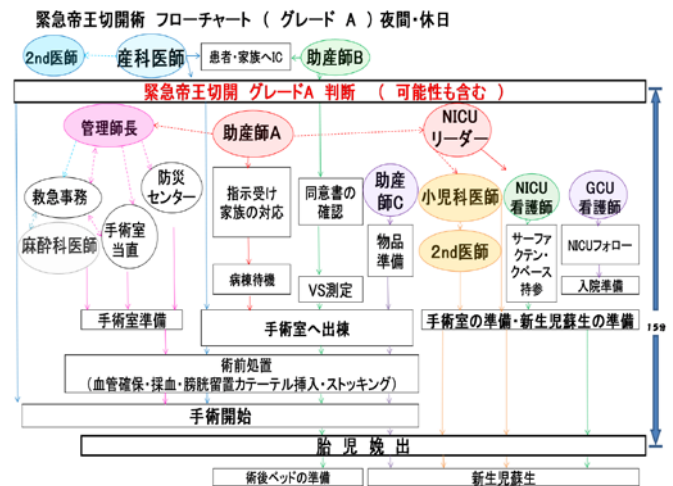 緊急帝王切開術 フローチャート ( グレード A ) 夜間・休日
2nd医師
産科医師
患者・家族へIC
助産師B
緊急帝王切開 グレードA 判断 ( 可能性も含む )
管理師長
助産師A
NICU
リーダー
救急事務
防災
センター
麻酔科医師
手術室
当直
指示受け
家族の対応
同意書の
確認
助産
師C
小児科医師
NICU
看護師
GCU
看護師
物品
準備
2nd医師
サーファ
クテン・
クベース
持参
NICUフォロー
病棟待機
VS測定
入院準備
手術室準備
手術室へ出棟
手術室の準備・新生児蘇生の準備
15分
術前処置
(血管確保・採血・膀胱留置カテーテル挿入・ストッキング)
手術開始
胎 児 娩 出
術後ベッドの準備
新生児蘇生